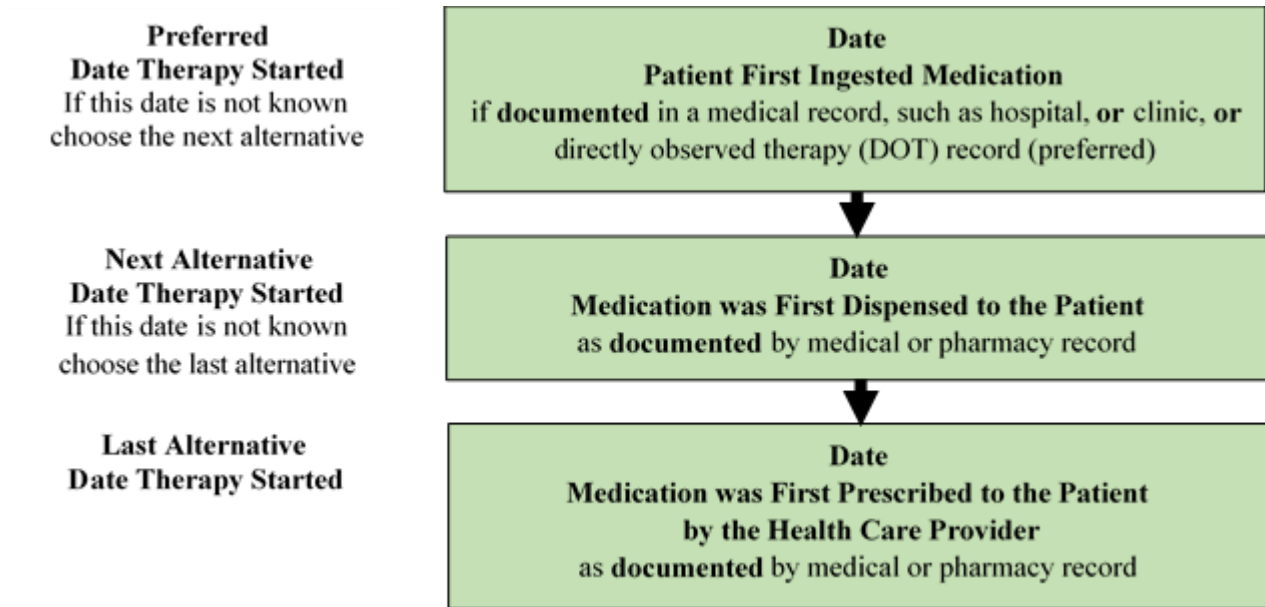 Preferred
Date Therapy Started
If this date is not known
choose the next alternative
Date
Patient First Ingested Medication
if documented in a medical record, such as hospital, or clinic, or
directly observed therapy (DOT) record (preferred)
Next Alternative
Date Therapy Started
If this date is not known
choose the last alternative
Date
Medication was First Dispensed to the Patient
as documented by medical or pharmacy record
Last Alternative
Date Therapy Started
Date
Medication was First Prescribed to the Patient
by the Health Care Provider
as documented by medical or pharmacy record